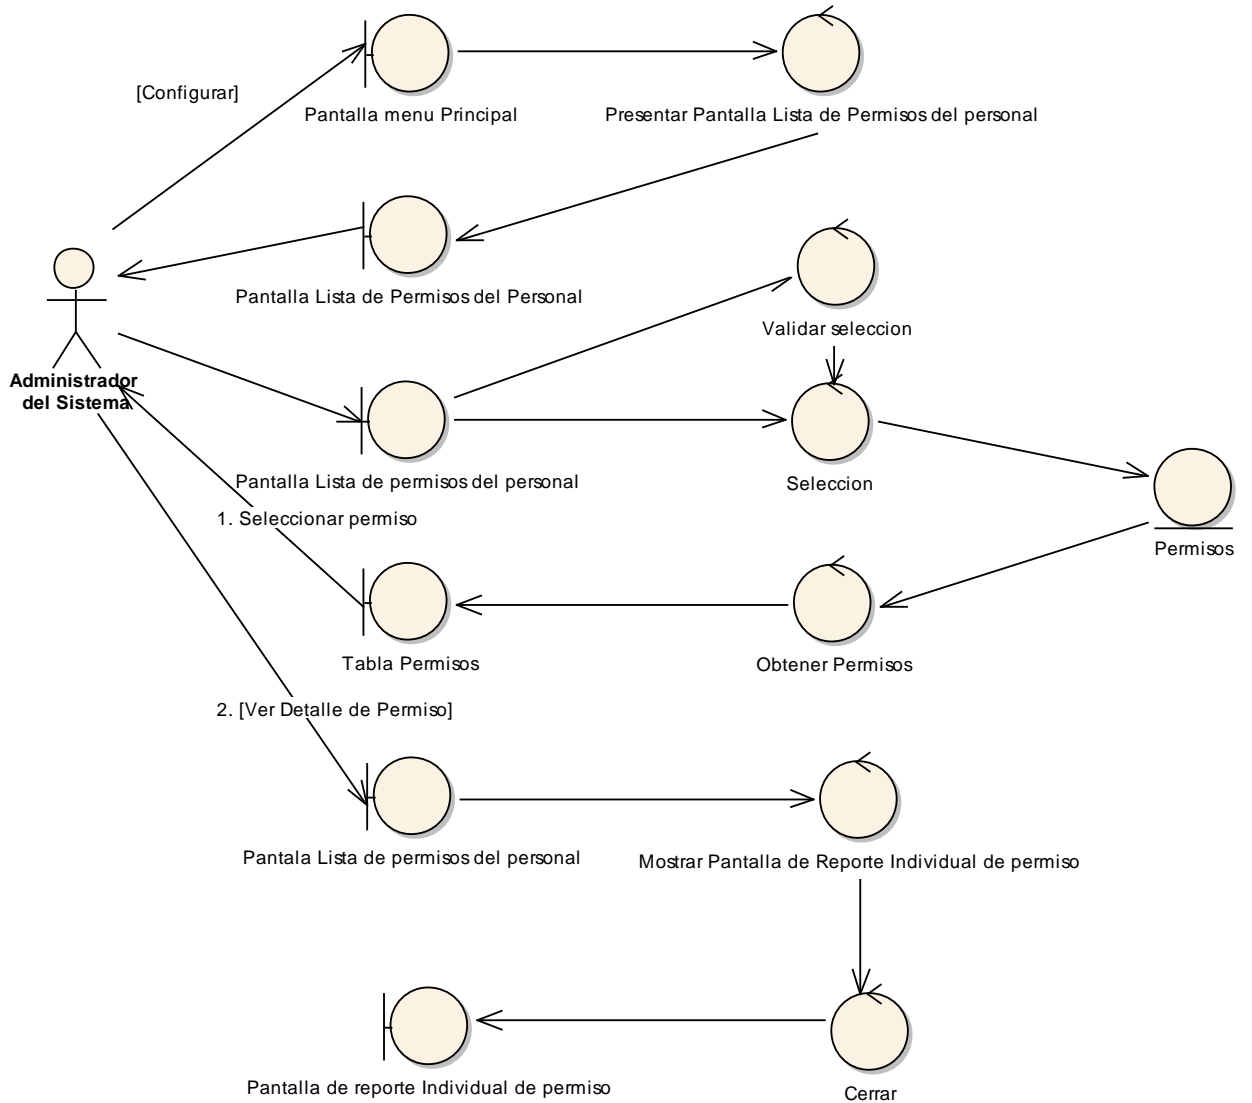 [Configurar]
Pantalla menu Principal
Presentar Pantalla Lista de Permisos del personal
Pantalla Lista de Permisos del Personal
Validar seleccion
Administrador
del Sistema
Pantalla Lista de permisos del personal
Seleccion
1. Seleccionar permiso
Permisos
Tabla Permisos
Obtener Permisos
2. [Ver Detalle de Permiso]
Pantala Lista de permisos del personal
Mostrar Pantalla de Reporte Individual de permiso
Pantalla de reporte Individual de permiso
Cerrar